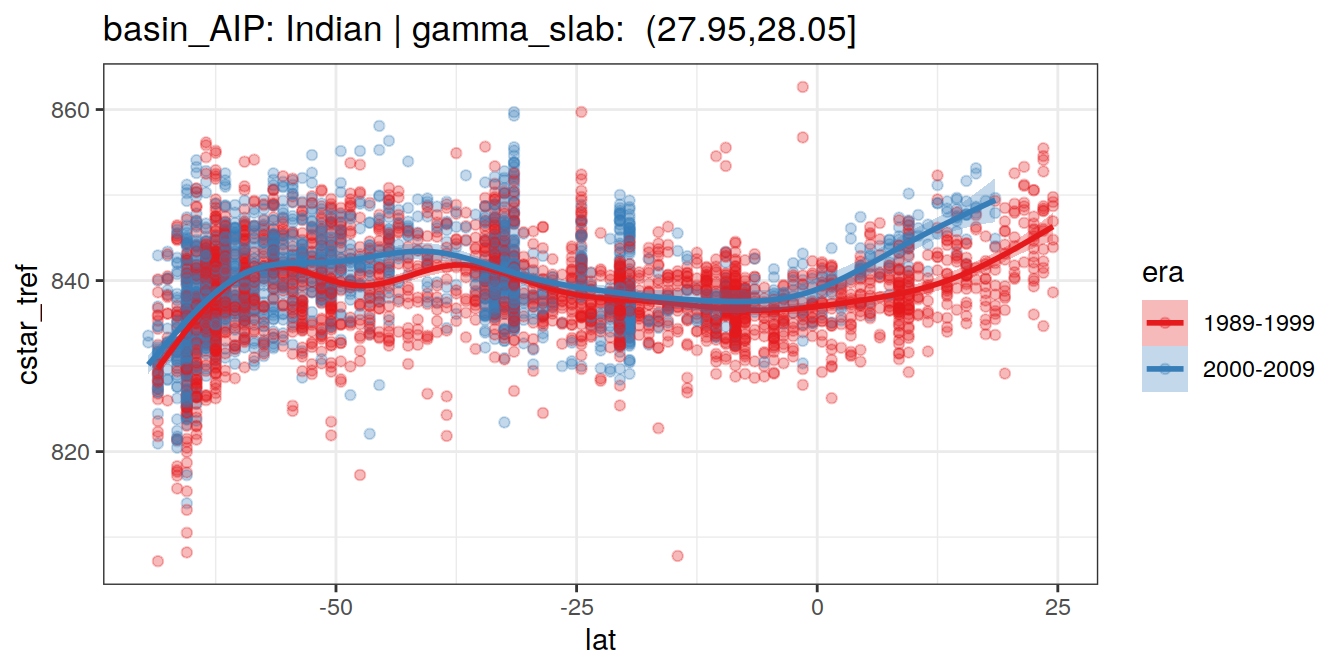 basin_AIP: Indian | gamma_slab:  (27.95,28.05]
cstar_tref
860
840
820
-50
-25
0
25
lat
era
1989-1999
2000-2009